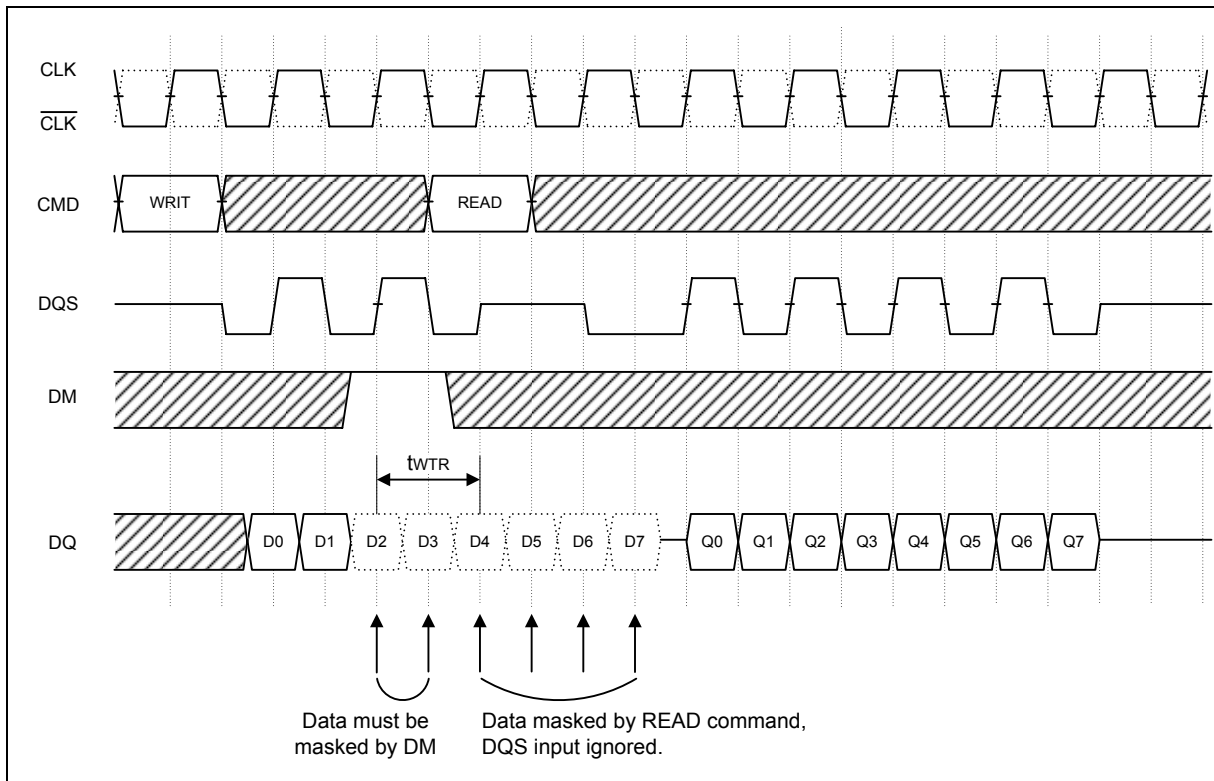 CLK
CLK
CMD WRIT READ
DQS
DM
tWTR
DQ D0 D1 D2 D3 D4 D5 D6 D7 Q0 Q1 Q2 Q3 Q4 Q5 Q6 Q7
Data must be
masked by DM
Data masked by READ command,
DQS input ignored.